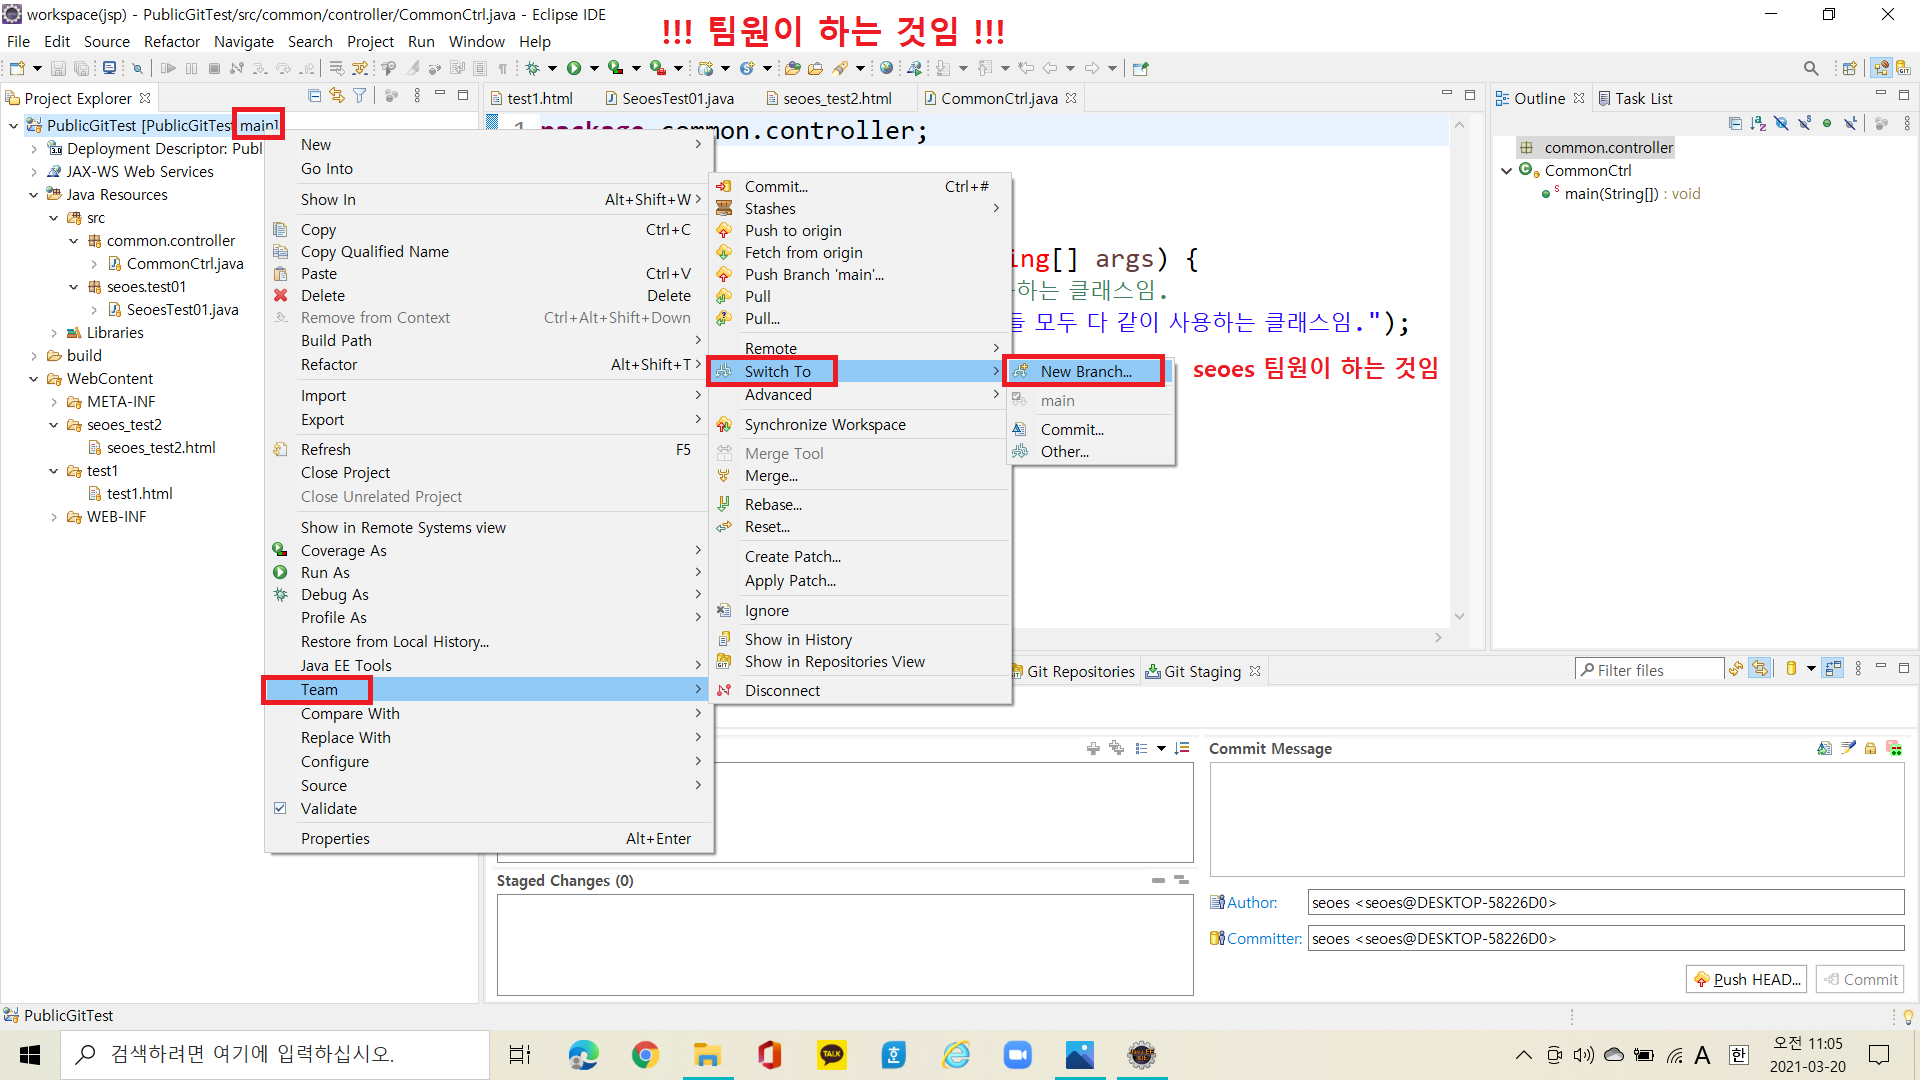 workspace(jsp) - PublicGitTest/src/common/controller/CommonCtrl.java - Eclipse IDE
!!! 팀원이 하는 것임 !!!
File Edit Source Refactor Navigate Search Project Run Window Help
Project Explorer
test1.html SeoesTest01.java seoes_test2.html CommonCtrl.java
Outline Task List
PublicGitTest [PublicGitTest main]
Deployment Descriptor: Publ
JAX-WS Web Services
Java Resources
src
common.controller
CommonCtrl.java
seoes.test01
SeoesTest01.java
Libraries
build
WebContent
META-INF
seoes_test2
seoes_test2.html
test1
test1.html
WEB-INF
New
Go Into
Show In Alt+Shift+W
Copy Ctrl+C
Copy Qualified Name
Paste Ctrl+V
Delete Delete
Remove from Context Ctrl+Alt+Shift+Down
Build Path
Refactor Alt+Shift+T
Import
Export
Refresh F5
Close Project
Close Unrelated Project
Show in Remote Systems view
Coverage As
Run As
Debug As
Profile As
Restore from Local History...
Java EE Tools
Team
Compare With
Replace With
Configure
Source
Validate
Properties Alt+Enter
Commit... Ctrl+#
Stashes
Push to origin
Fetch from origin
Push Branch 'main'...
Pull
Pull...
Remote
Switch To
Advanced
Synchronize Workspace
Merge Tool
Merge...
Rebase...
Reset...
Create Patch...
Apply Patch...
Ignore
Show in History
Show in Repositories View
Disconnect
New Branch...
main
Commit...
Other...
seoes 팀원이 하는 것임
1 package common.controller;
ing[] args) {
하는 클래스임.
들 모두 다 같이 사용하는 클래스임.");
common.controller
CommonCtrl
main(String[]) : void
Git Repositories Git Staging
Filter files
Commit Message
Staged Changes (0)
Author: seoes <seoes@DESKTOP-58226D0>
Committer: seoes <seoes@DESKTOP-58226D0>
Push HEAD... Commit
PublicGitTest
검색하려면 여기에 입력하십시오.
TALK
A 한
오전 11:05
2021-03-20